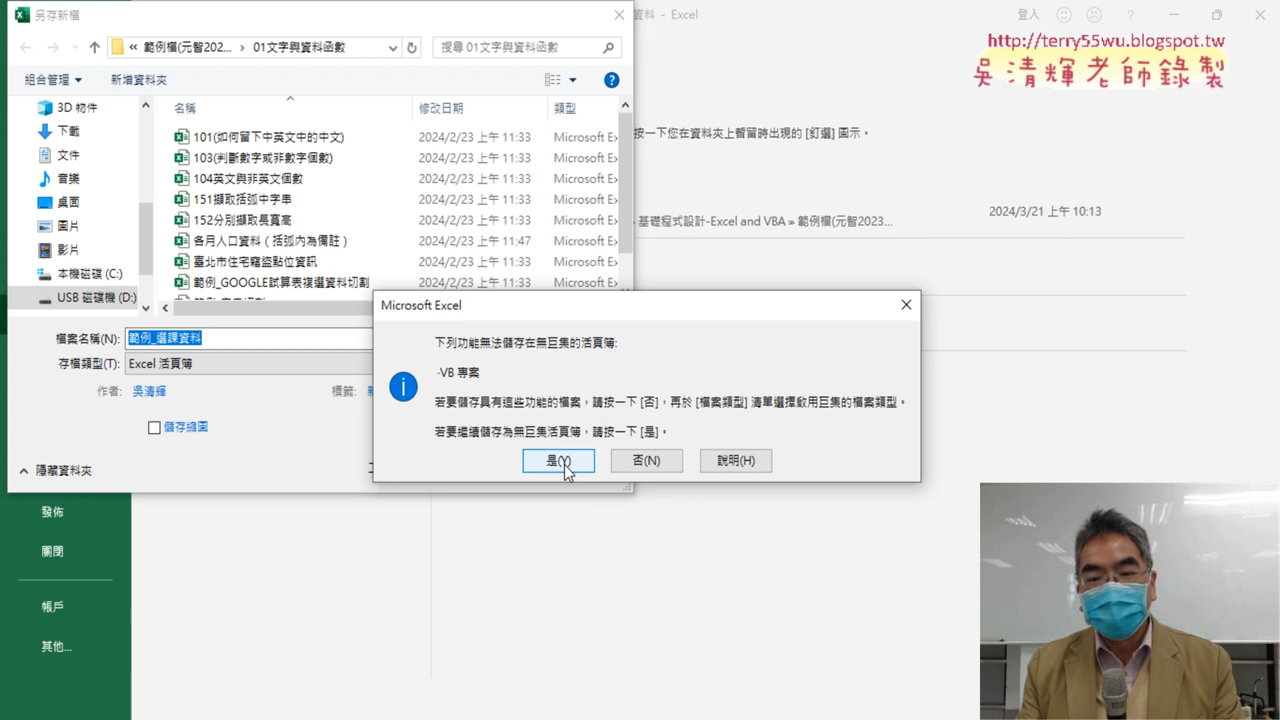 另存新檔
資料 - Excel
登入
http://terry55wu.blogspot.tw
吳清輝老師錄製
« 範例檔(元智202... › 01文字與資料函數
搜尋 01文字與資料函數
組合管理
新增資料夾
3D 物件
下載
文件
音樂
桌面
圖片
影片
本機磁碟 (C:)
USB 磁碟機 (D:)
名稱
修改日期
類型
101(如何留下中英文中的中文) 2024/2/23 上午 11:33 Microsoft Ex
103(判斷數字或非數字個數) 2024/2/23 上午 11:33 Microsoft Ex
104英文與非英文個數 2024/2/23 上午 11:33 Microsoft Ex
151擷取括弧中字串 2024/2/23 上午 11:33 Microsoft Ex
152分別擷取長寬高 2024/2/23 上午 11:33 Microsoft Ex
各月人口資料（括弧內為備註） 2024/2/23 上午 11:47 Microsoft Ex
臺北市住宅竊盜點位資訊 2024/2/23 上午 11:33 Microsoft Ex
範例_GOOGLE試算表複選資料切割 2024/2/23 上午 11:33 Microsoft Ex
按一下您在資料夾上暫留時出現的 [釘選] 圖示。
2024/3/21 上午 10:13
基礎程式設計-Excel and VBA » 範例檔(元智2023...
檔案名稱(N): 範例_選課資料
存檔類型(T): Excel 活頁簿
作者: 吳清輝
標籤:
儲存縮圖
隱藏資料夾
Microsoft Excel
下列功能無法儲存在無巨集的活頁簿:
·VB 專案
若要儲存具有這些功能的檔案，請按一下 [否]，再於 [檔案類型] 清單選擇啟用巨集的檔案類型。
若要繼續儲存為無巨集活頁簿，請按一下 [是]。
是(Y)
否(N)
說明(H)
發佈
關閉
帳戶
其他...